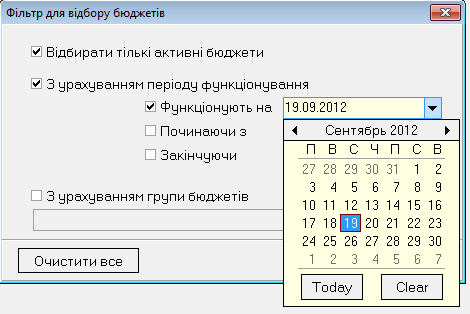 Фільтр для відбору бюджетів
Відбирати тількі активні бюджети
З урахуванням періоду функціонування
Функціонують на 19.09.2012
Починаючи з
Закінчуючи
З урахуванням групи бюджетів
Очистити все
Сентябрь 2012
П В С Ч П С В
27 28 29 30 31 1 2
3 4 5 6 7 8 9
10 11 12 13 14 15 16
17 18 19 20 21 22 23
24 25 26 27 28 29 30
1 2 3 4 5 6 7
Today Clear